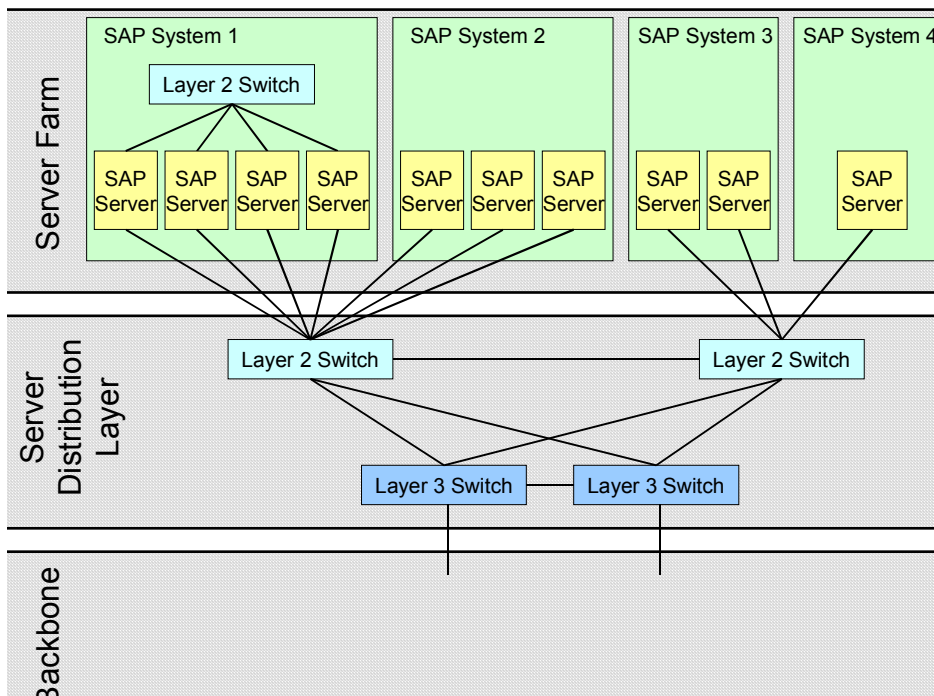 SAP System 1
SAP System 2
SAP System 3
SAP System 4
Layer 2 Switch
Server Farm
SAP
Server
SAP
Server
SAP
Server
SAP
Server
SAP
Server
SAP
Server
SAP
Server
SAP
Server
SAP
Server
SAP
Server
Server
Distribution
Layer
Layer 2 Switch
Layer 2 Switch
Layer 3 Switch
Layer 3 Switch
Backbone